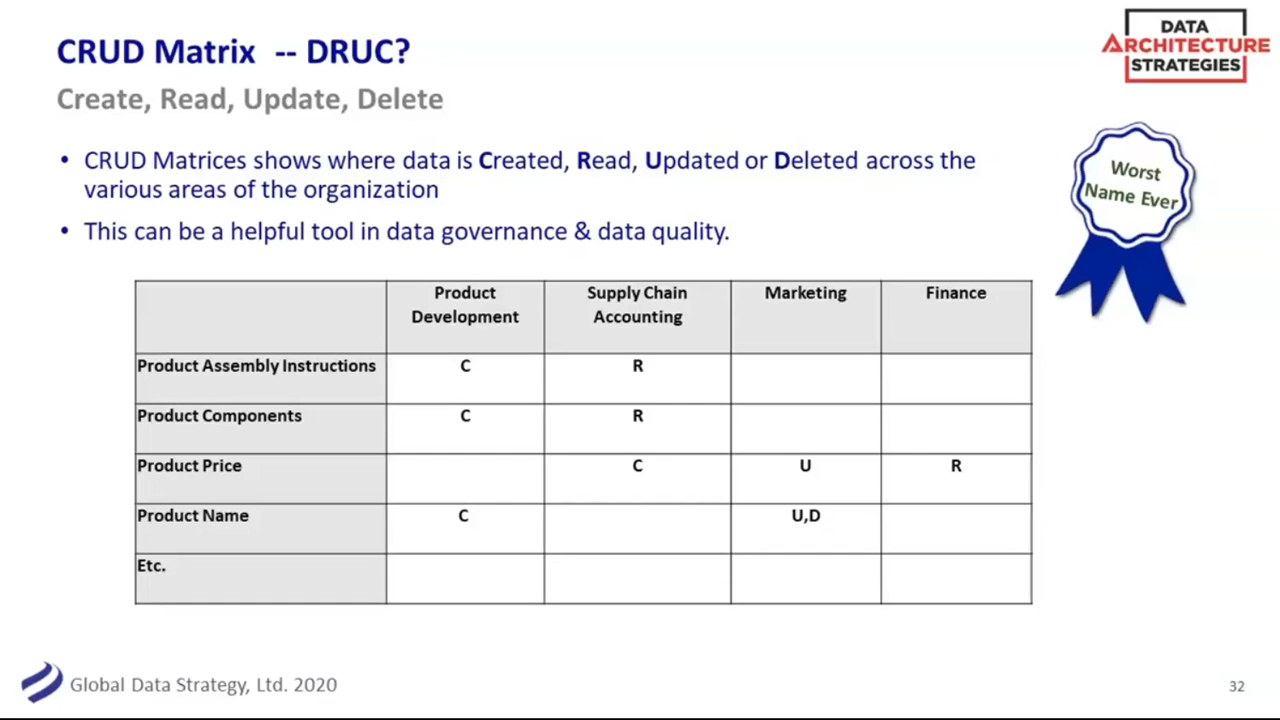 CRUD Matrix -- DRUC?
Create, Read, Update, Delete
DATA
ARCHITECTURE
STRATEGIES
• CRUD Matrices shows where data is Created, Read, Updated or Deleted across the
various areas of the organization
• This can be a helpful tool in data governance & data quality.
Worst
Name Ever
Product
Development
Supply Chain
Accounting
Marketing
Finance
Product Assembly Instructions C R
Product Components C R
Product Price C U R
Product Name C U,D
Etc.
Global Data Strategy, Ltd. 2020
32